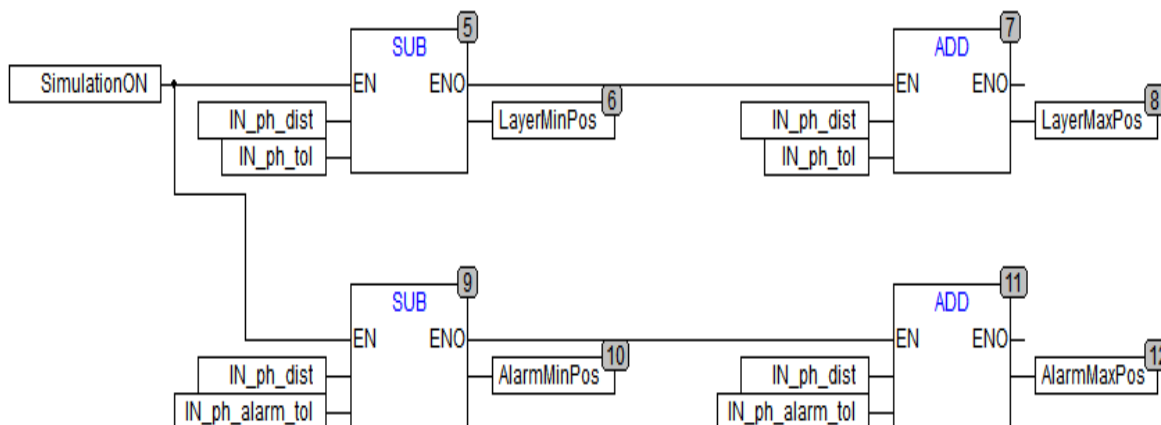 5
7
SUB
ADD
SimulationON
EN
ENO
6
EN
ENO
8
IN_ph_dist
LayerMinPos
IN_ph_dist
LayerMaxPos
IN_ph_tol
IN_ph_tol
9
11
SUB
ADD
EN
ENO
10
EN
ENO
12
IN_ph_dist
AlarmMinPos
IN_ph_dist
AlarmMaxPos
IN_ph_alarm_tol
IN_ph_alarm_tol